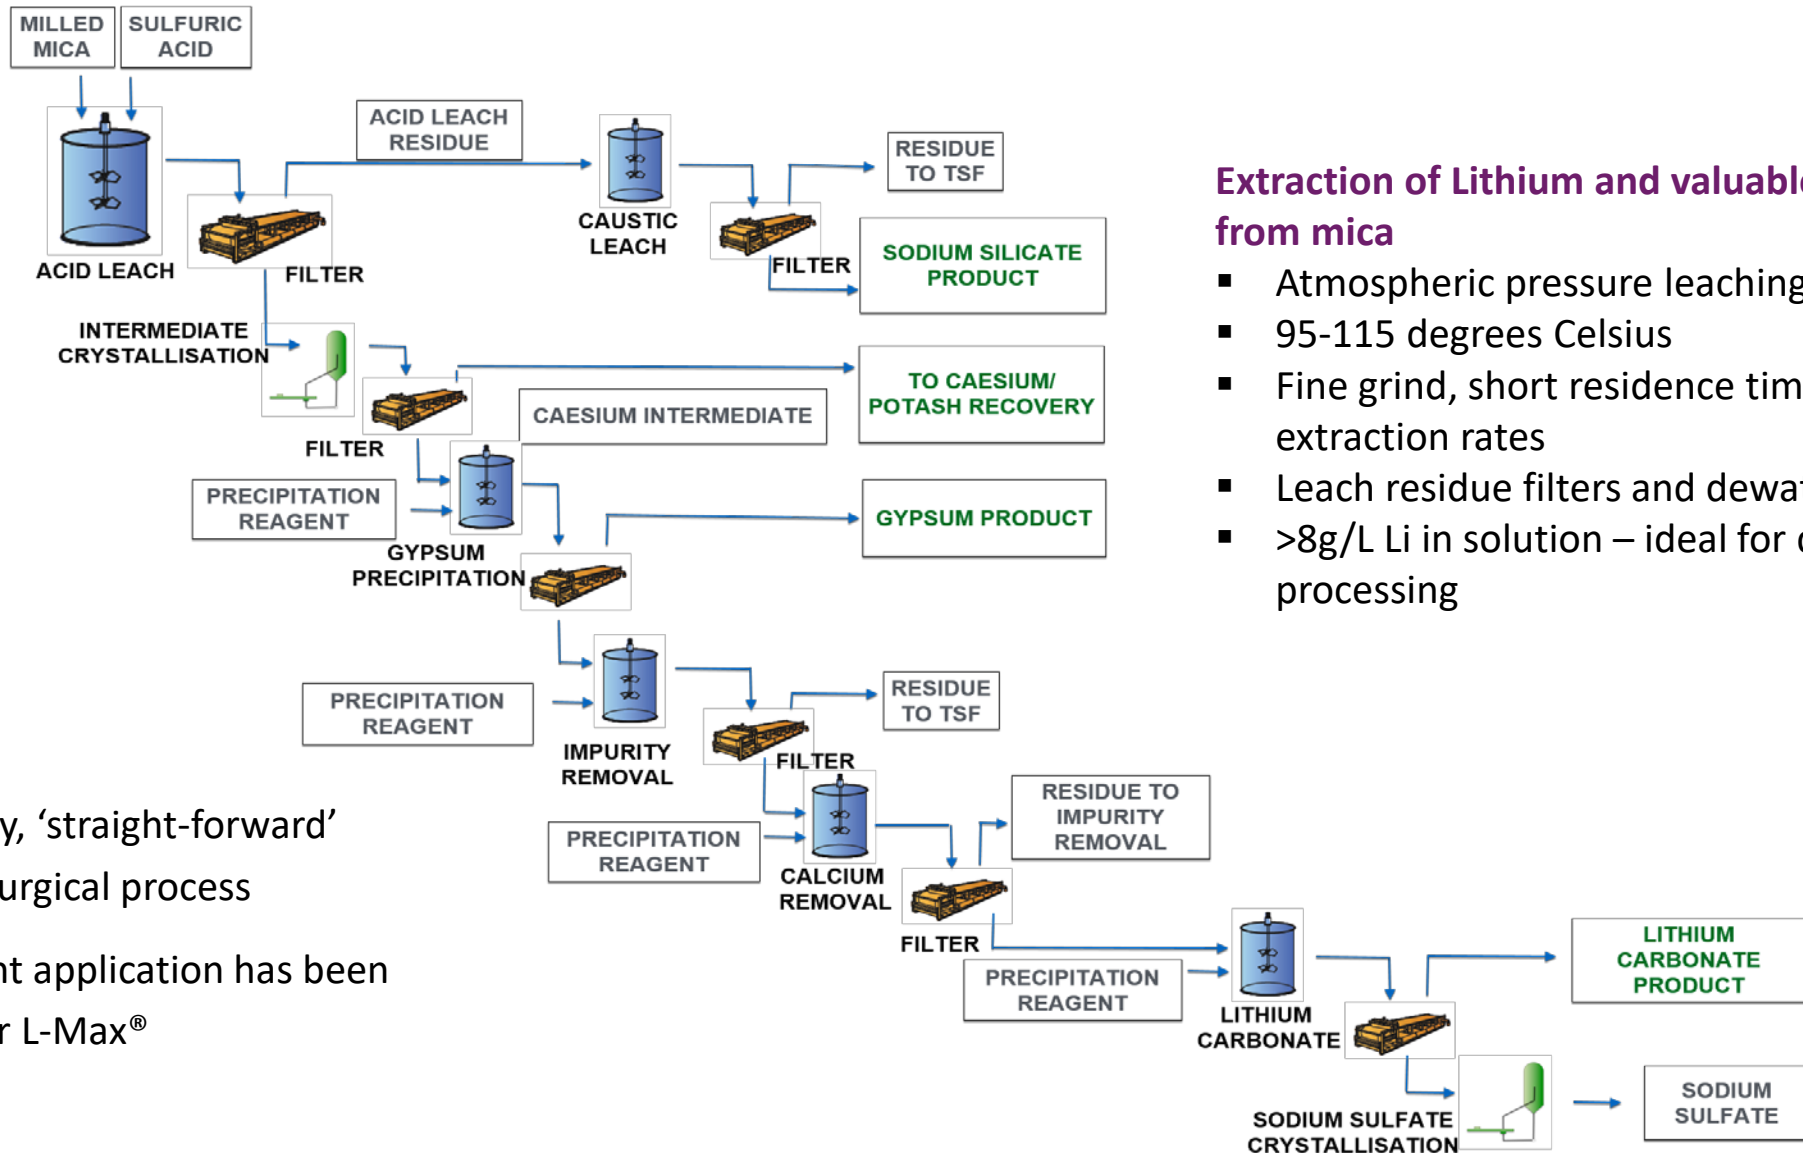 MILLED
MICA
SULFURIC
ACID
ACID LEACH
RESIDUE
RESIDUE
TO TSF
CAUSTIC
LEACH
ACID LEACH
FILTER
FILTER
SODIUM SILICATE
PRODUCT
INTERMEDIATE
CRYSTALLISATION
TO CAESIUM/
POTASH RECOVERY
CAESIUM INTERMEDIATE
FILTER
PRECIPITATION
REAGENT
GYPSUM PRODUCT
GYPSUM
PRECIPITATION
PRECIPITATION
REAGENT
RESIDUE
TO TSF
IMPURITY
REMOVAL
FILTER
RESIDUE TO
IMPURITY
REMOVAL
PRECIPITATION
REAGENT
CALCIUM
REMOVAL
FILTER
PRECIPITATION
REAGENT
LITHIUM
CARBONATE
PRODUCT
LITHIUM
CARBONATE
SODIUM SULFATE
CRYSTALLISATION
SODIUM
SULFATE
Extraction of Lithium and valuable
from mica
▪ Atmospheric pressure leaching
▪ 95-115 degrees Celsius
▪ Fine grind, short residence tim
extraction rates
▪ Leach residue filters and dewa
▪ >8g/L Li in solution – ideal for
processing
y, ‘straight-forward’
urgical process
nt application has been
r L-Max®